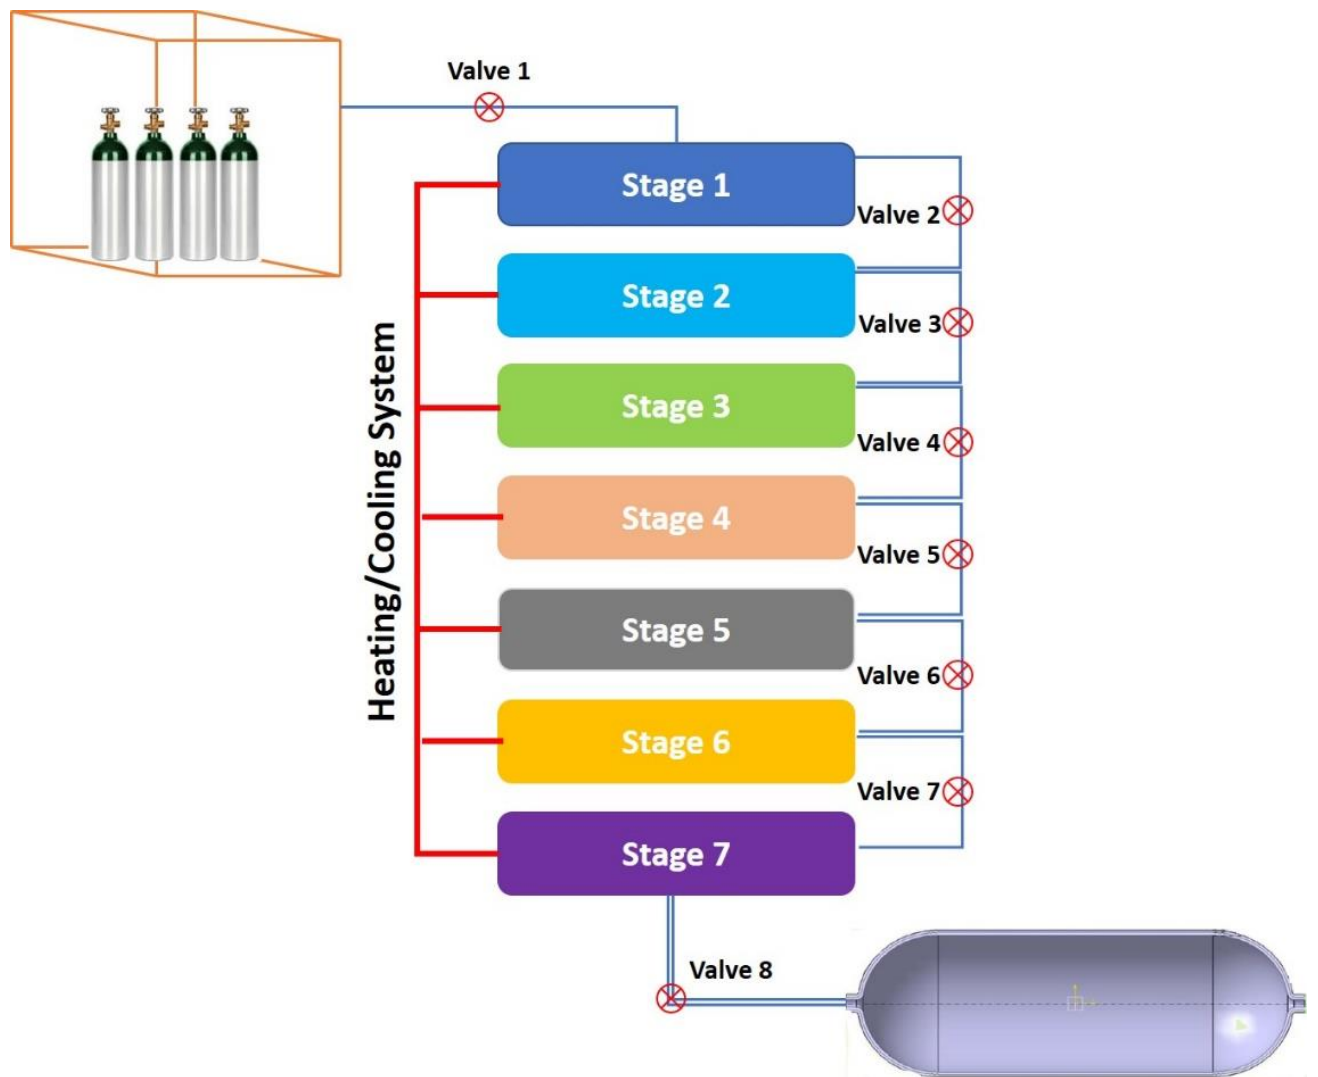 Valve 1
Stage 1
Valve 2
Stage 2
Valve 3
Stage 3
Valve 4
Heating/Cooling System
Stage 4
Valve 5
Stage 5
Valve 6
Stage 6
Valve 7
Stage 7
Valve 8